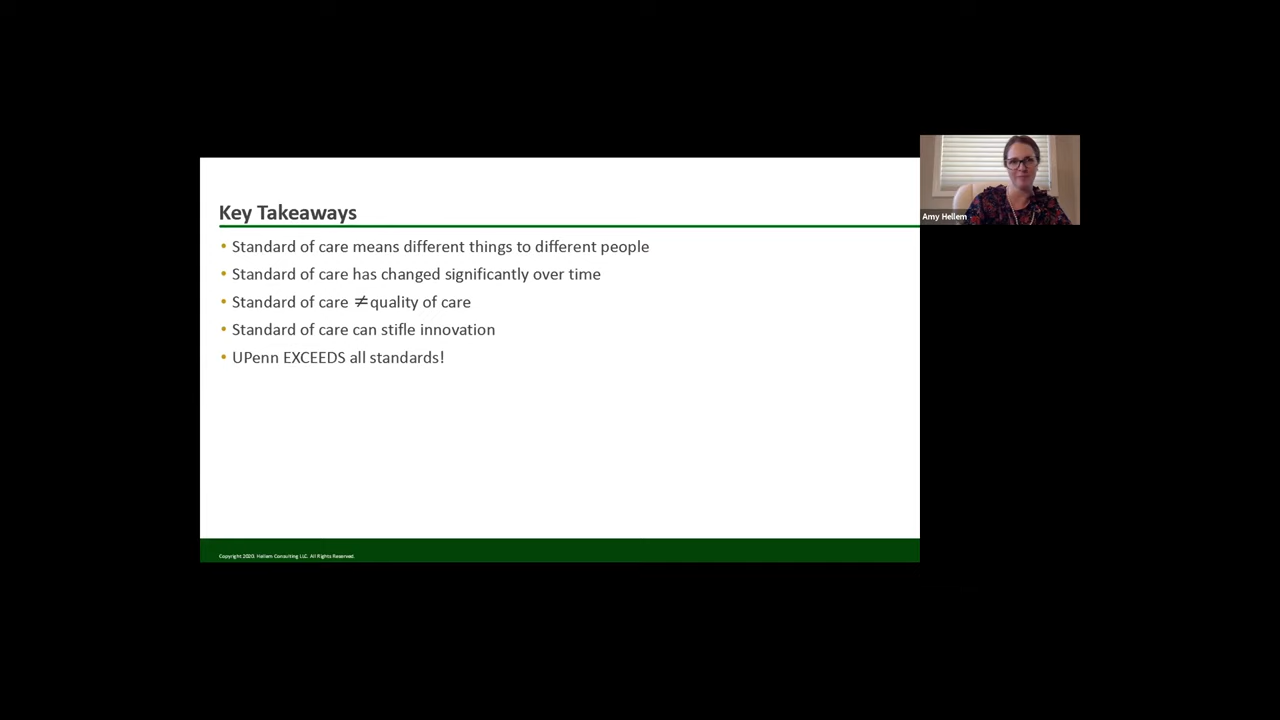 Key Takeaways
• Standard of care means different things to different people
• Standard of care has changed significantly over time
• Standard of care ≠quality of care
• Standard of care can stifle innovation
• UPenn EXCEEDS all standards!
Amy Hellem
Copyright 2020. Hellem Consulting LLC. All Rights Reserved.